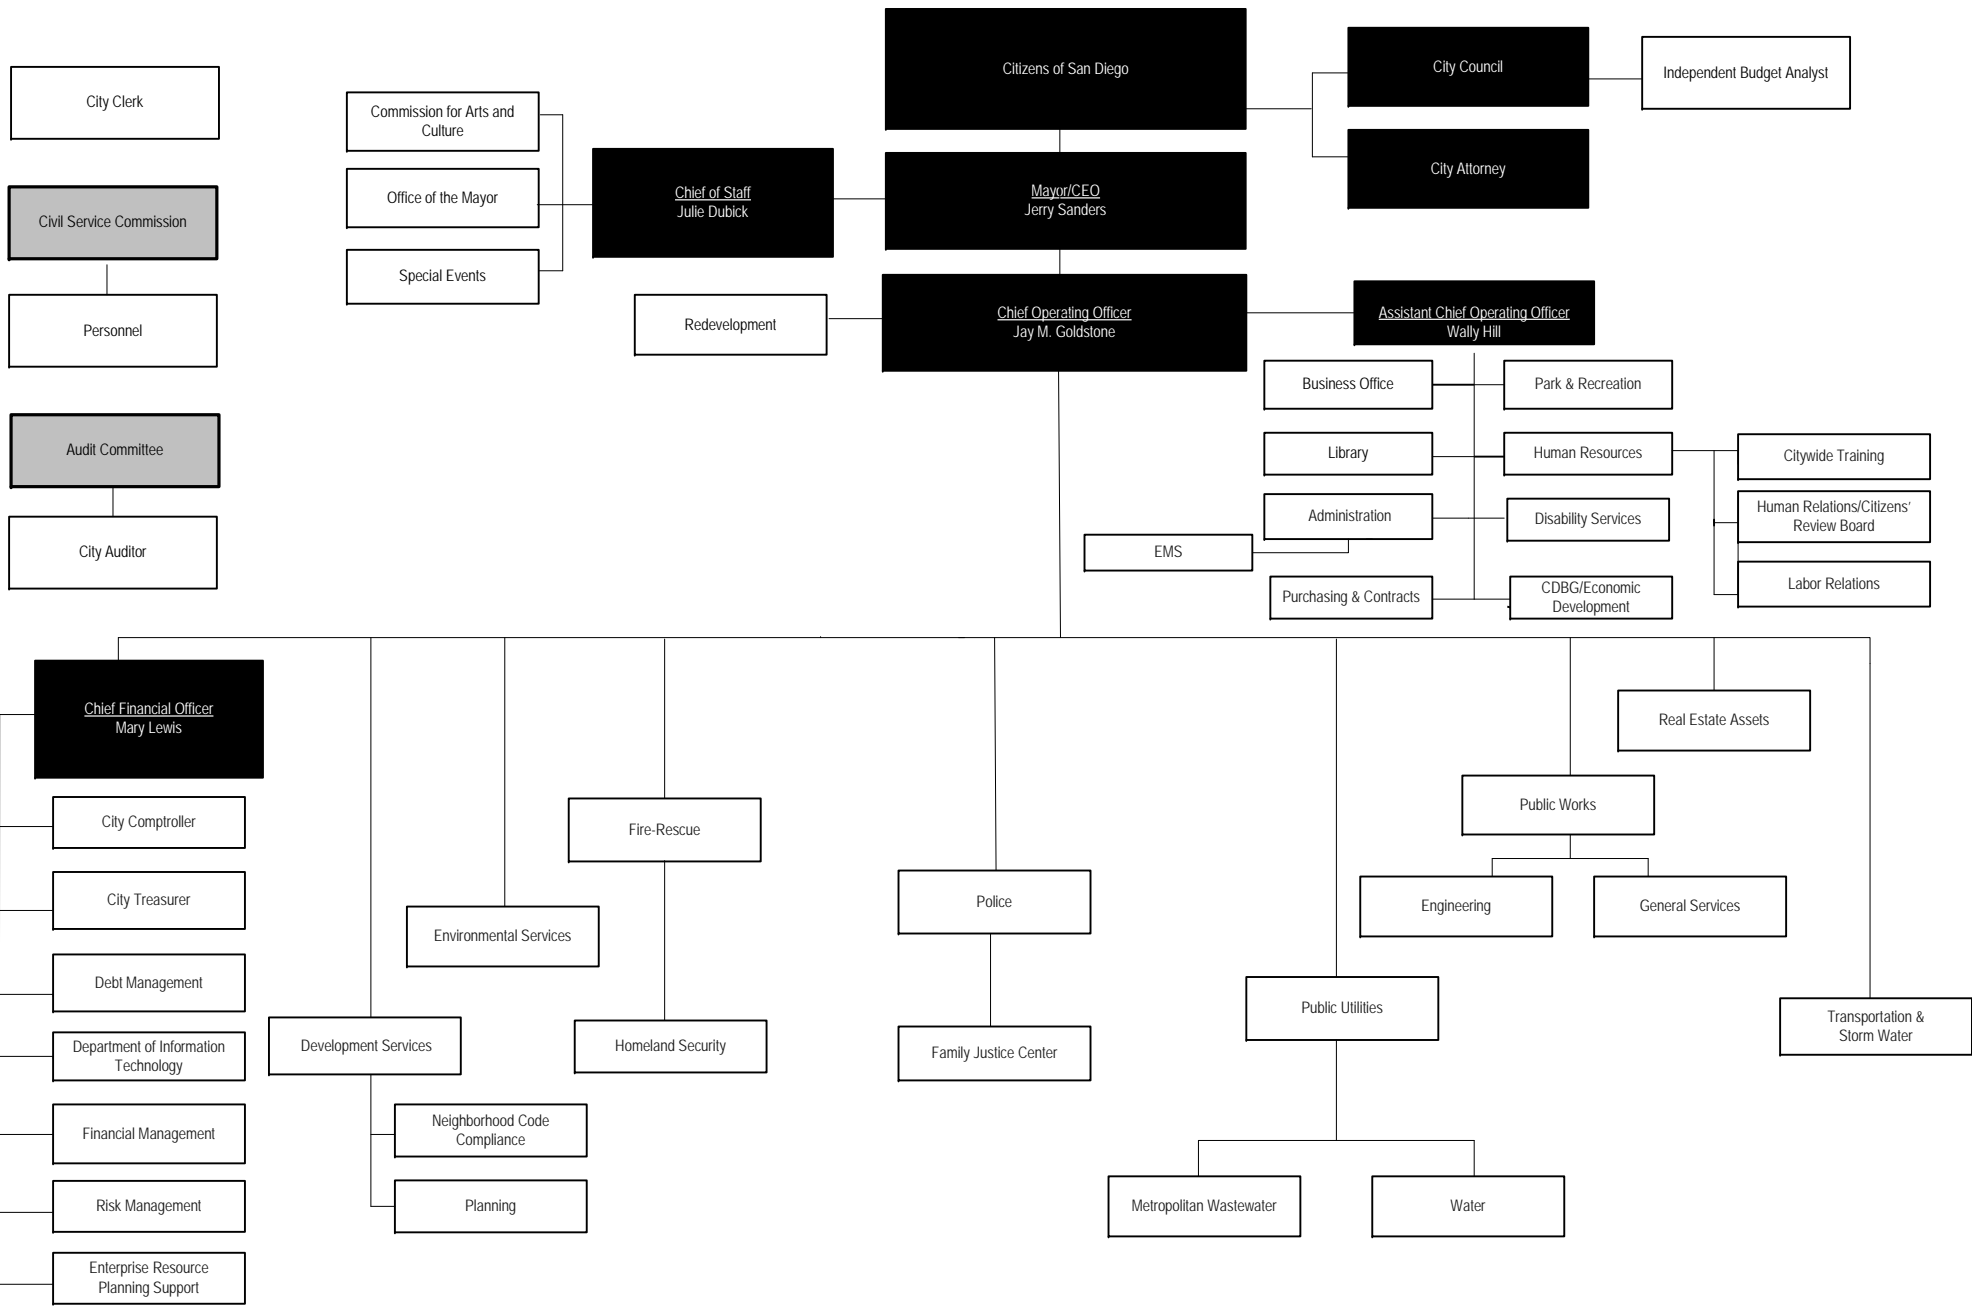 Citizens of San Diego
City Council
Independent Budget Analyst
City Attorney
City Clerk
Civil Service Commission
Personnel
Audit Committee
City Auditor
Commission for Arts and
Culture
Office of the Mayor
Special Events
Chief of Staff
Julie Dubick
Mayor/CEO
Jerry Sanders
Redevelopment
Chief Operating Officer
Jay M. Goldstone
Assistant Chief Operating Officer
Wally Hill
Business Office
Park & Recreation
Library
Human Resources
Citywide Training
Administration
Disability Services
Human Relations/Citizens’
Review Board
EMS
Purchasing & Contracts
CDBG/Economic
Development
Labor Relations
Chief Financial Officer
Mary Lewis
City Comptroller
City Treasurer
Debt Management
Department of Information
Technology
Financial Management
Risk Management
Enterprise Resource
Planning Support
Development Services
Neighborhood Code
Compliance
Planning
Environmental Services
Fire-Rescue
Homeland Security
Police
Family Justice Center
Public Utilities
Metropolitan Wastewater
Water
Public Works
Engineering
General Services
Real Estate Assets
Transportation &
Storm Water